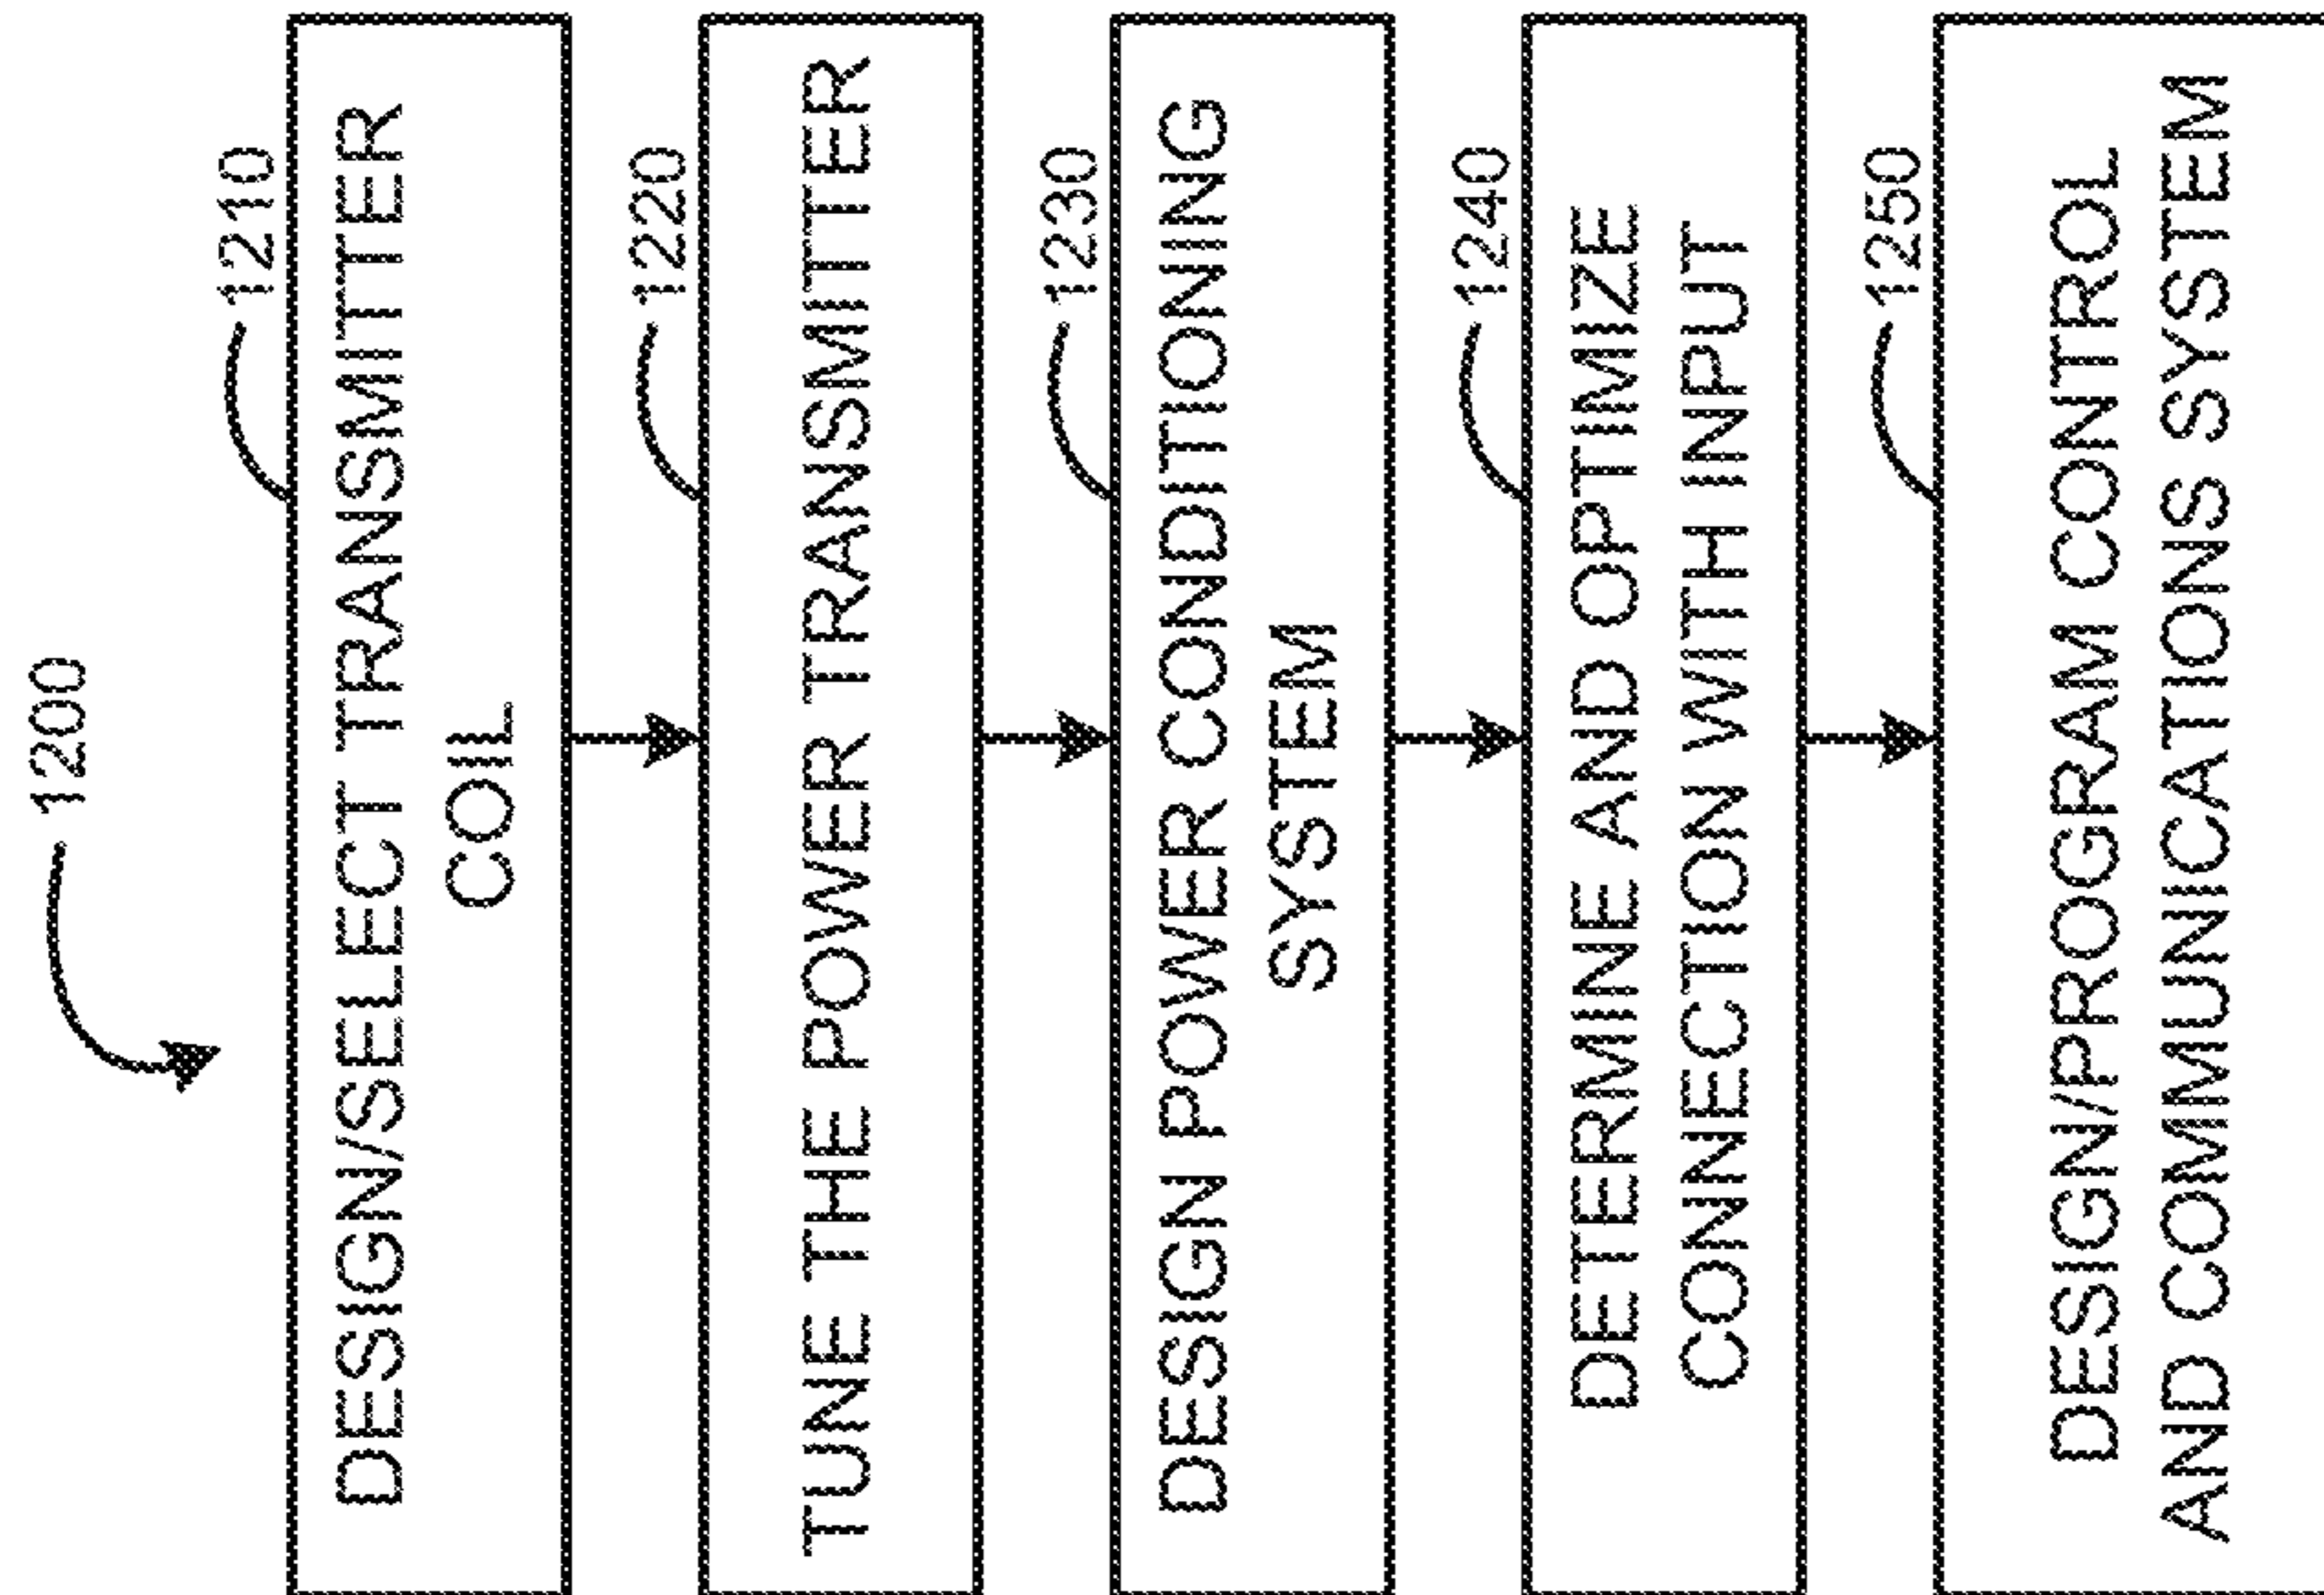 1200
1210
DESIGN/SELECT TRANSMITTER
COIL
1220
TUNE THE POWER TRANSMITTER
1230
DESIGN POWER CONDITIONING
SYSTEM
1240
DETERMINE AND OPTIMIZE
CONNECTION WITH INPUT
1250
DESIGN/PROGRAM CONTROL
AND COMMUNICATIONS SYSTEM